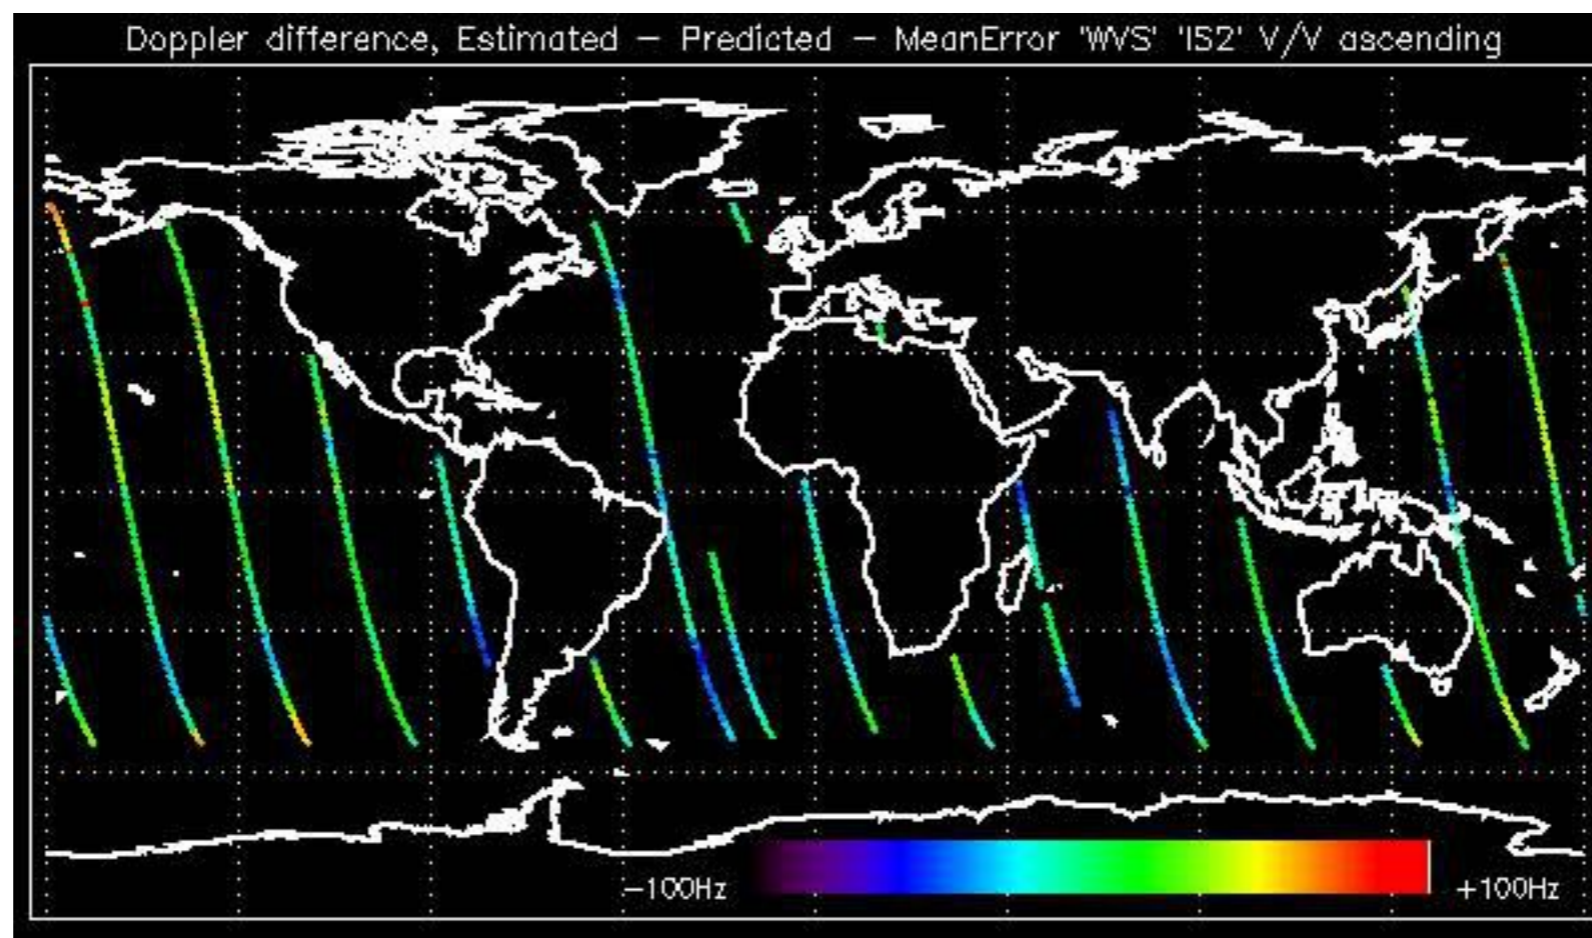 Doppler difference, Estimated – Predicted – MeanError 'WVS' 'IS2' V/V ascending
-100Hz
+100Hz